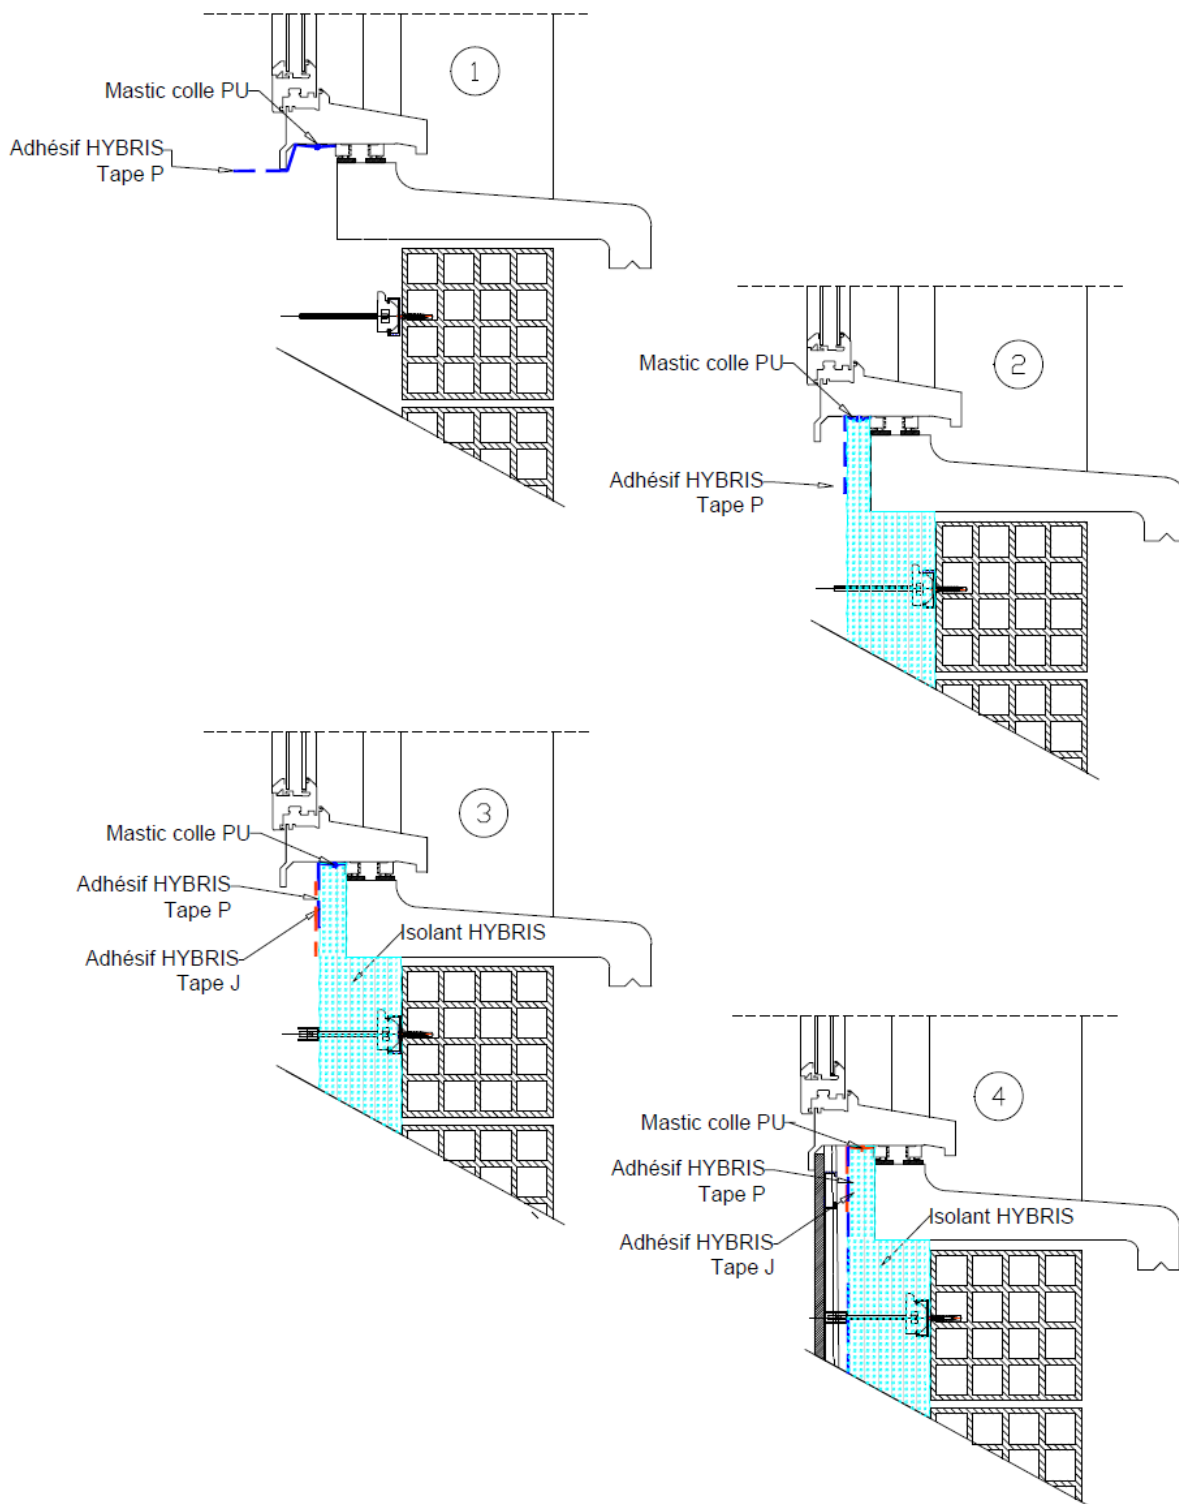 1
Mastic colle PU
Adhésif HYBRIS
Tape P
2
Mastic colle PU
Adhésif HYBRIS
Tape P
3
Mastic colle PU
Adhésif HYBRIS
Tape P
Isolant HYBRIS
Adhésif HYBRIS
Tape J
4
Mastic colle PU
Adhésif HYBRIS
Tape P
Isolant HYBRIS
Adhésif HYBRIS
Tape J